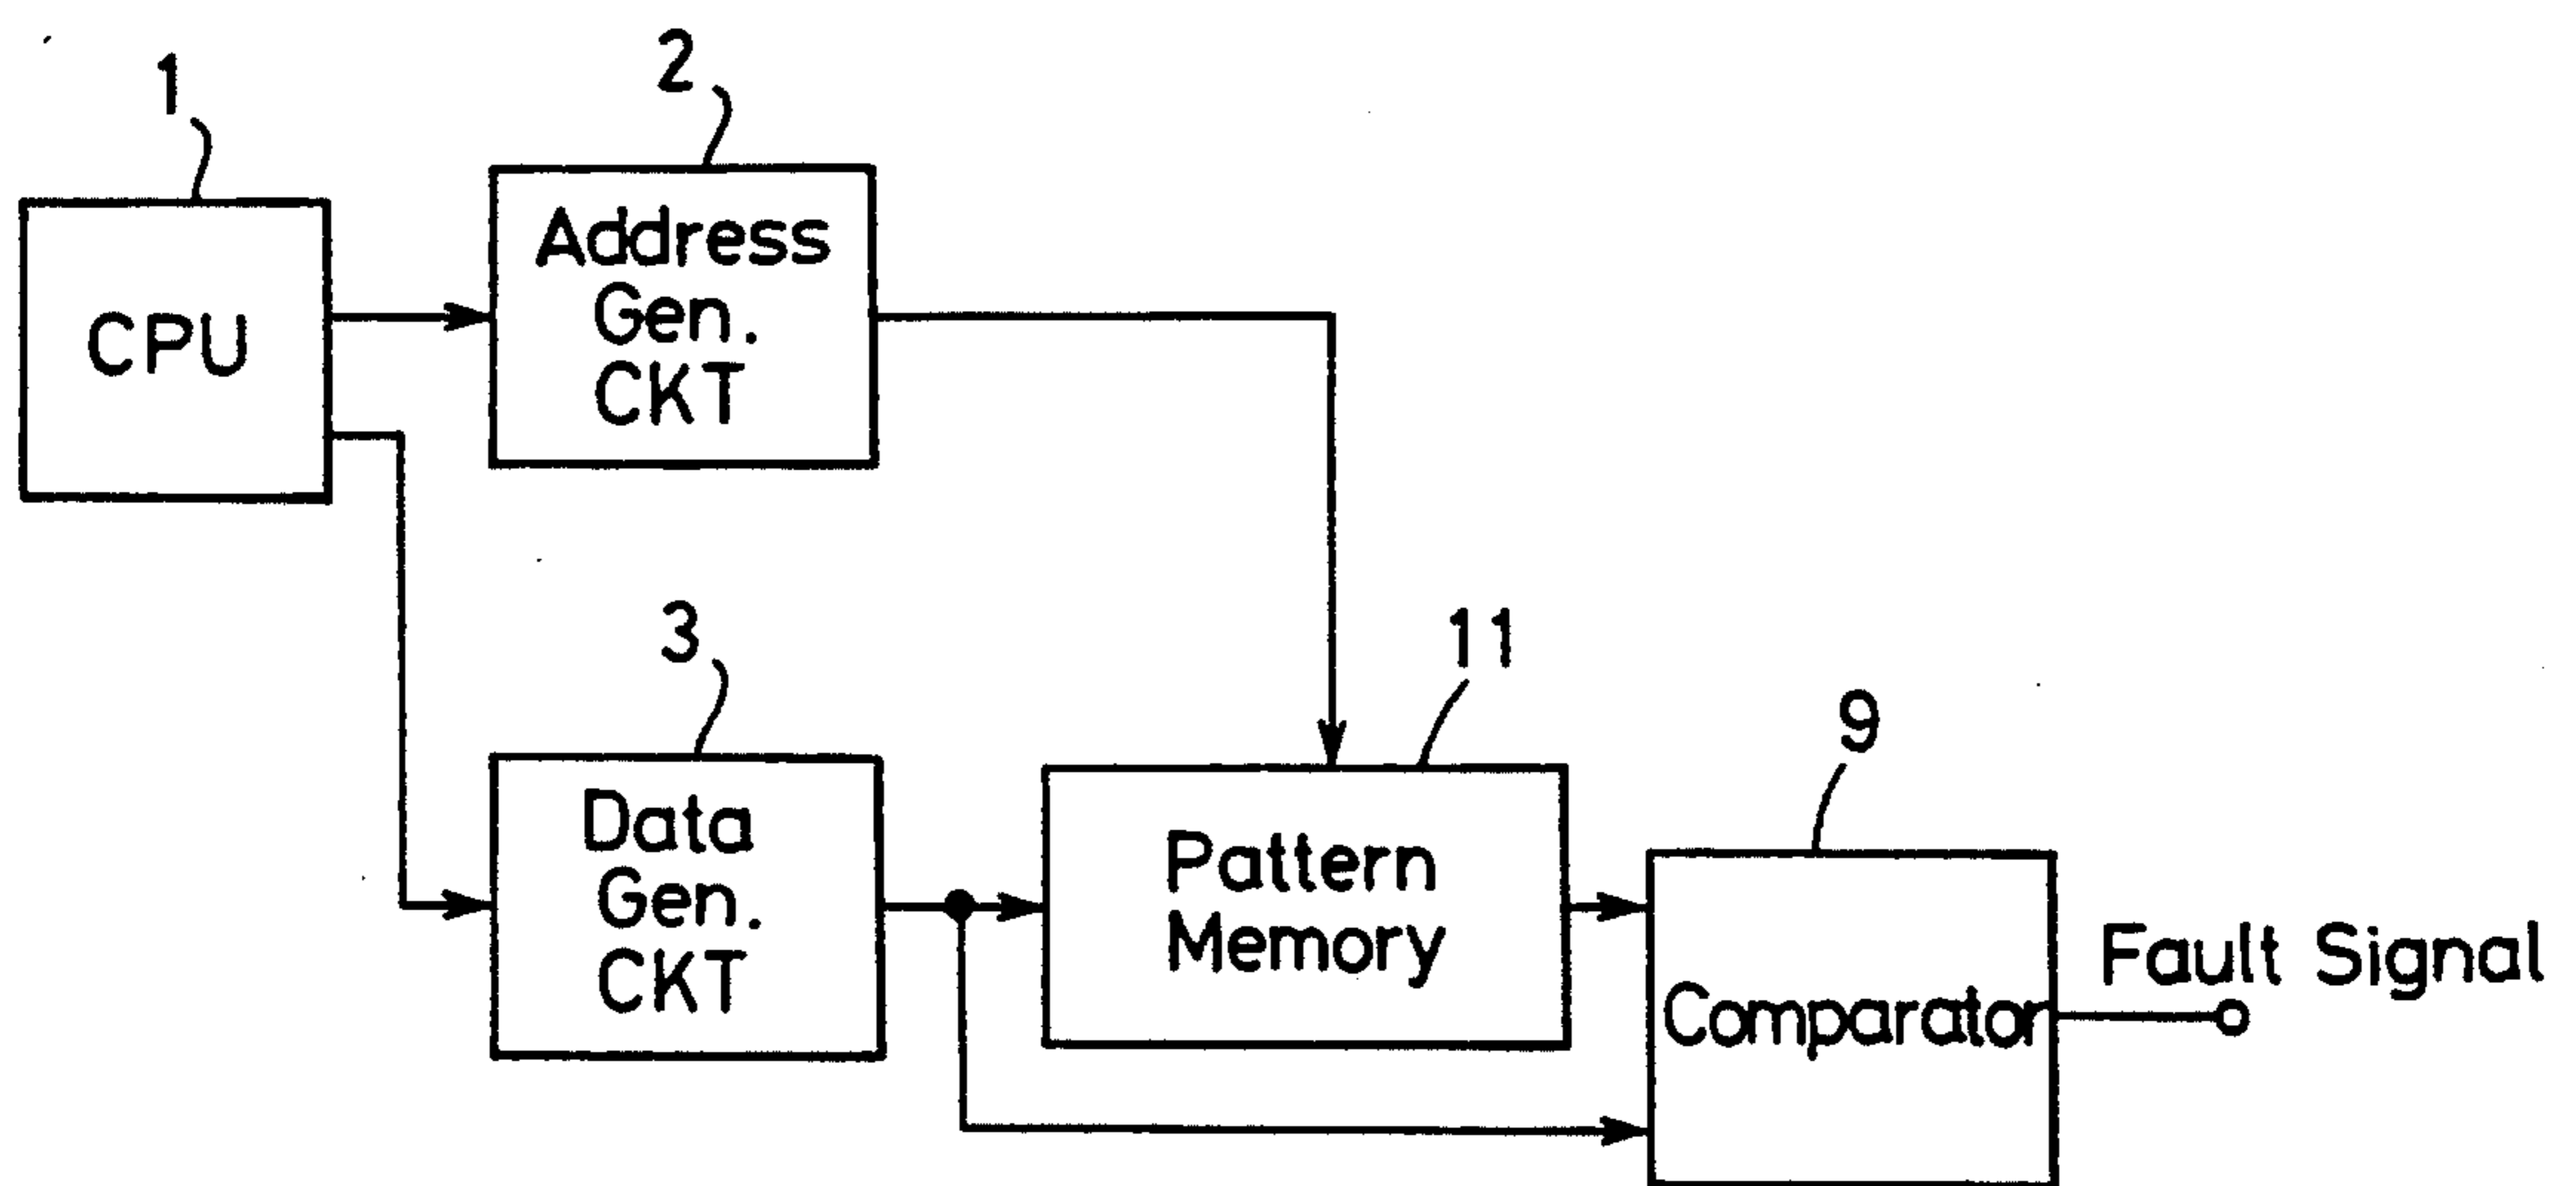 1
2
CPU
Address
Gen.
CKT
3
11
9
Data
Gen.
CKT
Pattern
Memory
Comparator
Fault Signal